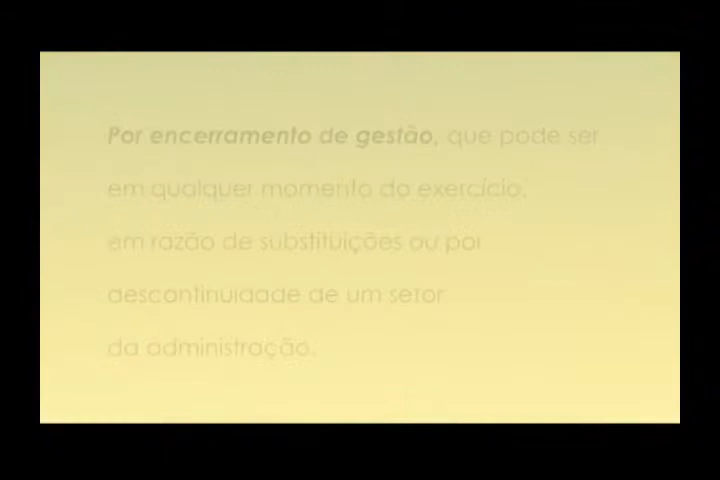 Por encerramento de gestão, que pode ser
em qualquer momento do exercício,
em razão de substituições ou por
descontinuidade de um setor
da administração.